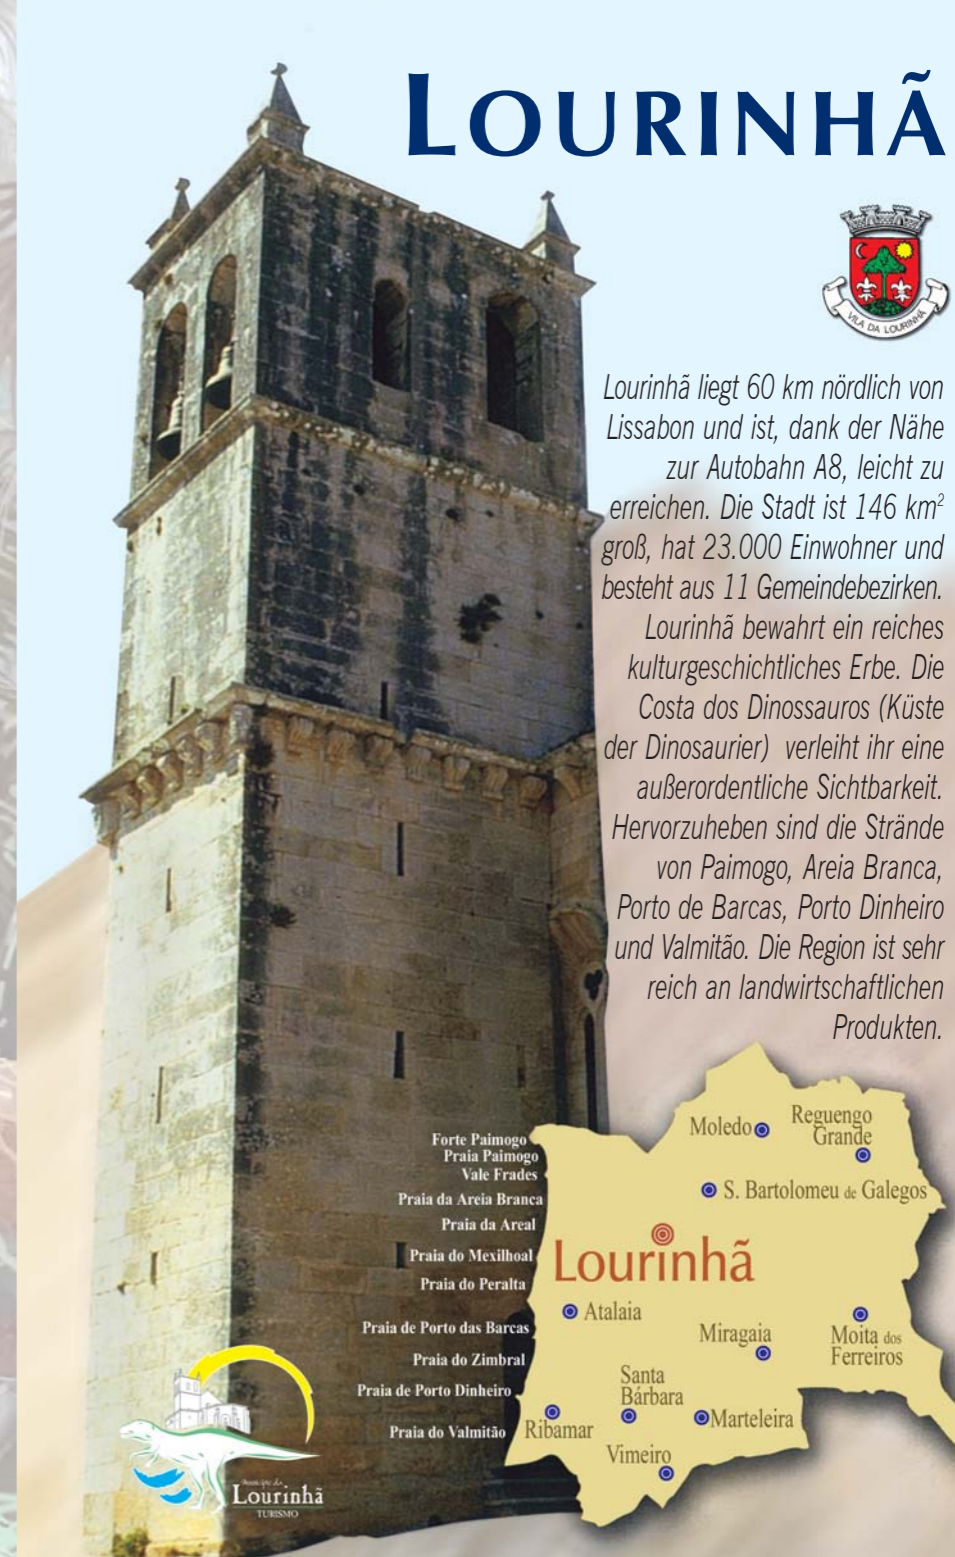 LOURINHÃ
VILA DA LOURINHÃ
Lourinhã liegt 60 km nördlich von
Lissabon und ist, dank der Nähe
zur Autobahn A8, leicht zu
erreichen. Die Stadt ist 146 km²
groß, hat 23.000 Einwohner und
besteht aus 11 Gemeindebezirken.
Lourinhã bewahrt ein reiches
kulturgeschichtliches Erbe. Die
Costa dos Dinossauros (Küste
der Dinosaurier) verleiht ihr eine
außerordentliche Sichtbarkeit.
Hervorzuheben sind die Strände
von Paimogo, Areia Branca,
Porto de Barcas, Porto Dinheiro
und Valmitão. Die Region ist sehr
reich an landwirtschaftlichen
Produkten.
Forte Paimogo
Praia Paimogo
Vale Frades
Praia da Areia Branca
Praia da Areal
Praia do Mexilhoal
Praia do Peralta
Praia de Porto das Barcas
Praia do Zimbral
Praia de Porto Dinheiro
Praia do Valmitão
Moledo
Reguengo
Grande
S. Bartolomeu de Galegos
Lourinhã
Atalaia
Miragaia
Moita dos
Ferreiros
Santa
Bárbara
Ribamar
Marteleira
Vimeiro
Município da
Lourinhã
TURISMO